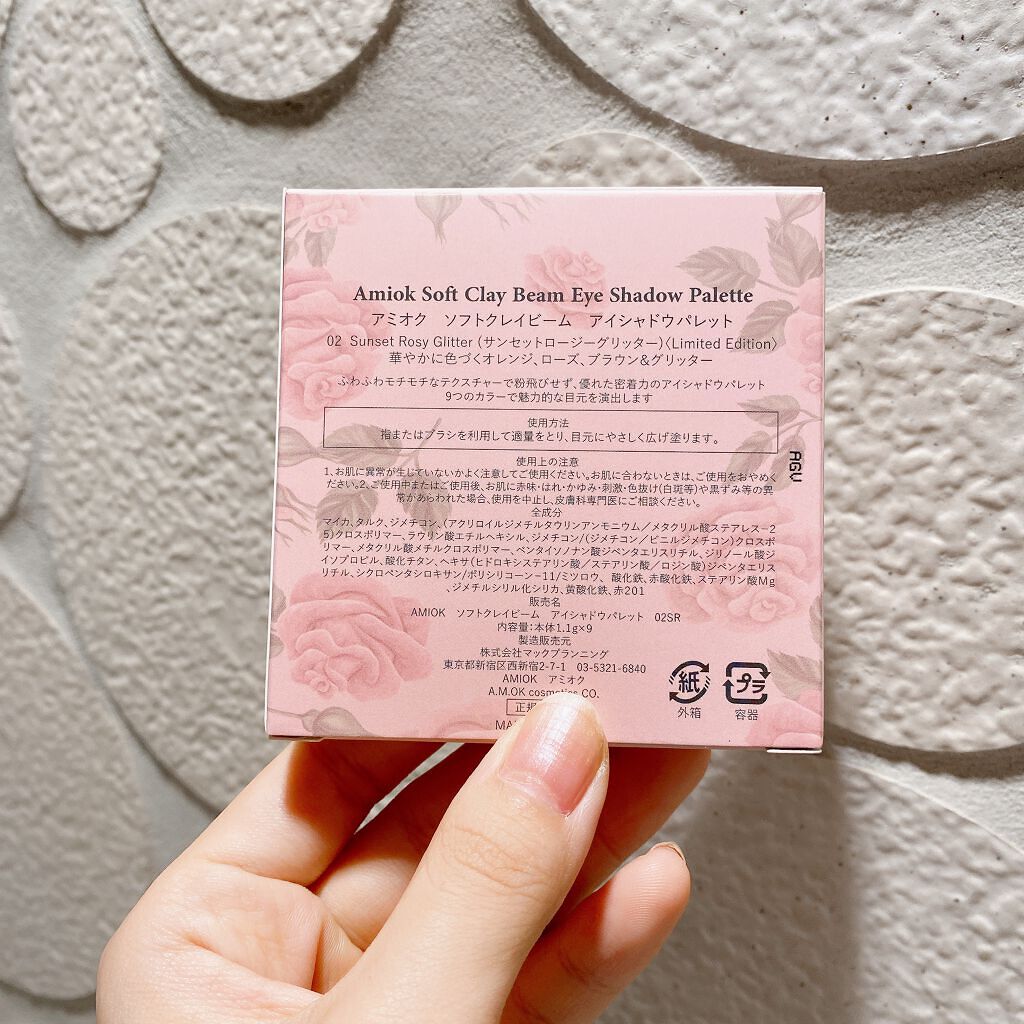 Amiok Soft Clay Beam Eye Shadow Palette
アミオク　ソフトクレイビーム　アイシャドウパレット
02 Sunset Rosy Glitter (サンセットロージーグリッター)〈Limited Edition〉
華やかに色づくオレンジ、ローズ、ブラウン&グリッター
ふわふわモチモチなテクスチャーで粉飛びせず、優れた密着力のアイシャドウパレット
9つのカラーで魅力的な目元を演出します
使用方法
指またはブラシを利用して適量をとり、目元にやさしく広げ塗ります。
使用上の注意
1、お肌に異常が生じていないかよく注意してご使用ください。お肌に合わないときは、ご使用をおやめく
ださい。2、ご使用中またはご使用後、お肌に赤味・はれ・かゆみ・刺激・色抜け(白斑等)や黒ずみ等の異
常があらわれた場合、使用を中止し、皮膚科専門医にご相談ください。
全成分
マイカ、タルク、ジメチコン、(アクリロイルジメチルタウリンアンモニウム／メタクリル酸ステアレス-2
5)クロスポリマー、ラウリン酸エチルヘキシル、ジメチコン/(ジメチコン／ビニルジメチコン)クロスポ
リマー、メタクリル酸メチルクロスポリマー、ペンタイソノナン酸ジペンタエリスリチル、ジリノール酸ジ
イソプロピル、酸化チタン、ヘキサ(ヒドロキシステアリン酸／ステアリン酸／ロジン酸)ジペンタエリス
リチル、シクロペンタシロキサン/ポリシリコーン-11/ミツロウ、酸化鉄、赤酸化鉄、ステアリン酸Mg
、ジメチルシリル化シリカ、黄酸化鉄、赤201
販売名
AMIOK　ソフトクレイビーム　アイシャドウパレット　02SR
内容量:本体1.1g×9
製造販売元
株式会社マックプランニング
東京都新宿区西新宿2-7-1　03-5321-6840
AMIOK　アミオク
A.M.OK cosmetics CO.
正規
MA
紙
外箱
プラ
容器
AGV